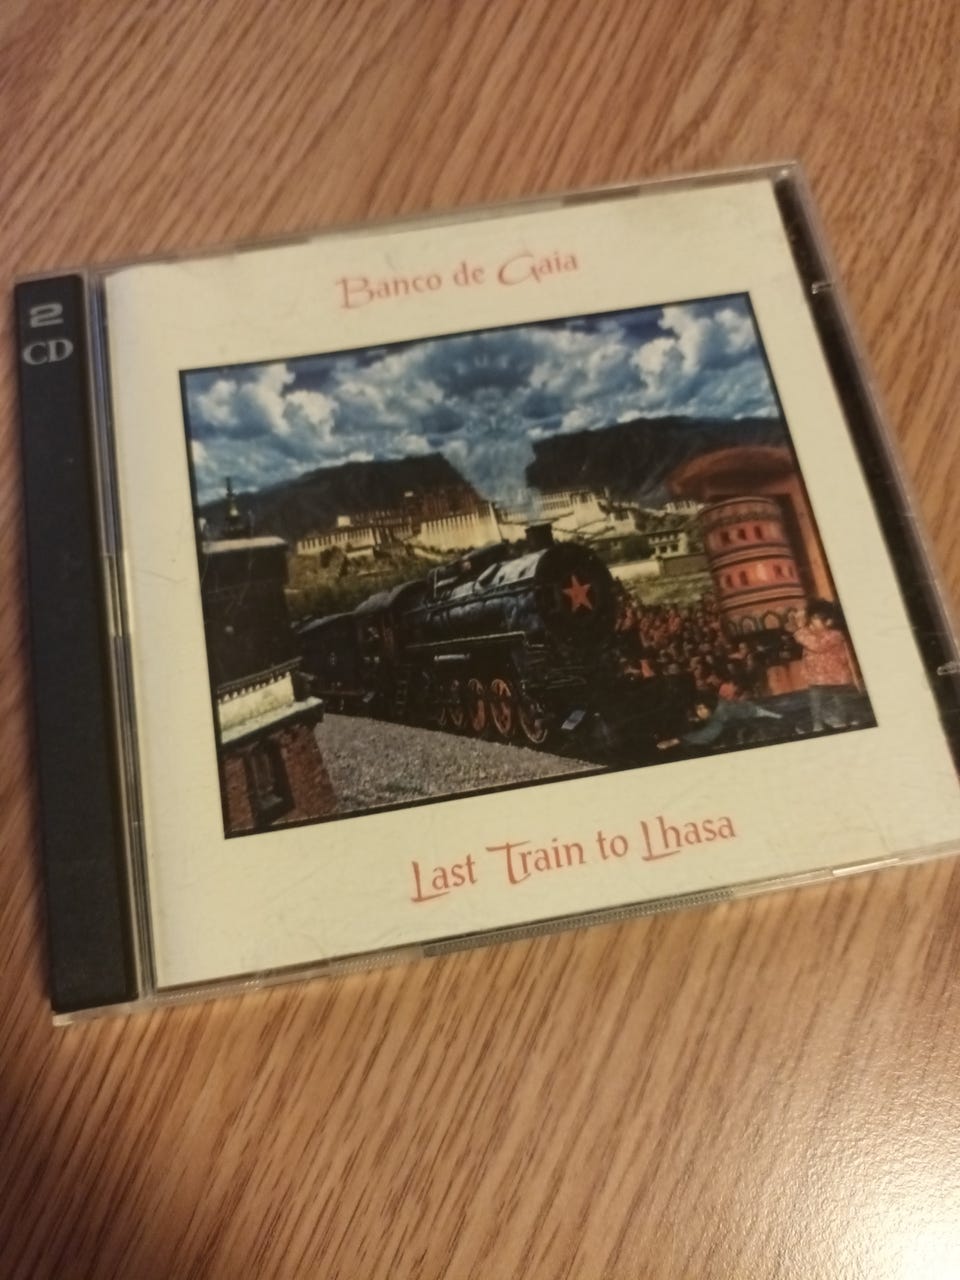 2
CD
Banco de Gaia
Last Train to Lhasa